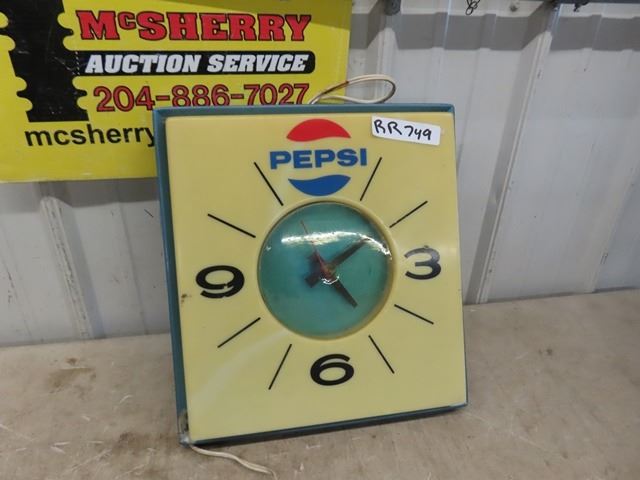 McSHERRY
AUCTION SERVICE
204-886-7027
mcsherry
RR749
PEPSI
9
3
6